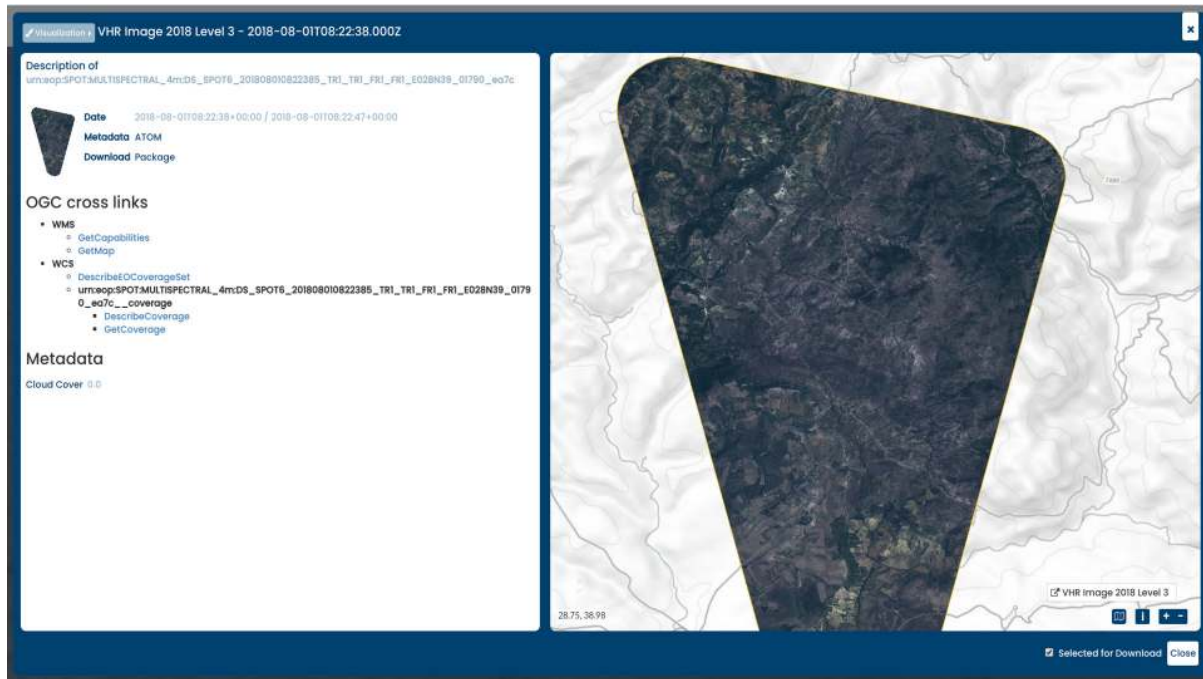 Visualization VHR Image 2018 Level 3 - 2018-08-01T08:22:38.000Z
×
Description of
urn:eop:SPOT:MULTISPECTRAL_4m:DS_SPOT6_201808010822385_TR1_TR1_FR1_FR1_E028N39_01790_ea7c
Date 2018-08-01T08:22:38+00:00 / 2018-08-01T08:22:47+00:00
Metadata ATOM
Download Package
OGC cross links
WMS
GetCapabilities
GetMap
WCS
DescribeEOCoverageSet
urn:eop:SPOT:MULTISPECTRAL_4m:DS_SPOT6_201808010822385_TR1_TR1_FR1_FR1_E028N39_0179
0_ea7c__coverage
DescribeCoverage
GetCoverage
Metadata
Cloud Cover 0.0
VHR Image 2018 Level 3
28.75, 38.98
+ -
Selected for Download Close